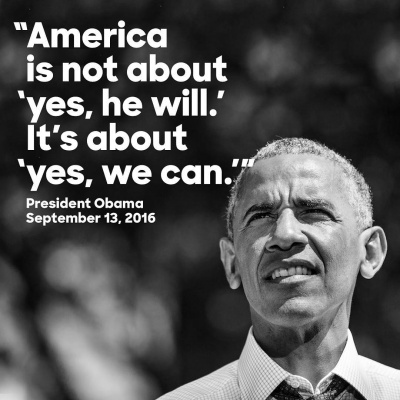 “America
is not about
‘yes, he will.’
It’s about
‘yes, we can.’”
President Obama
September 13, 2016